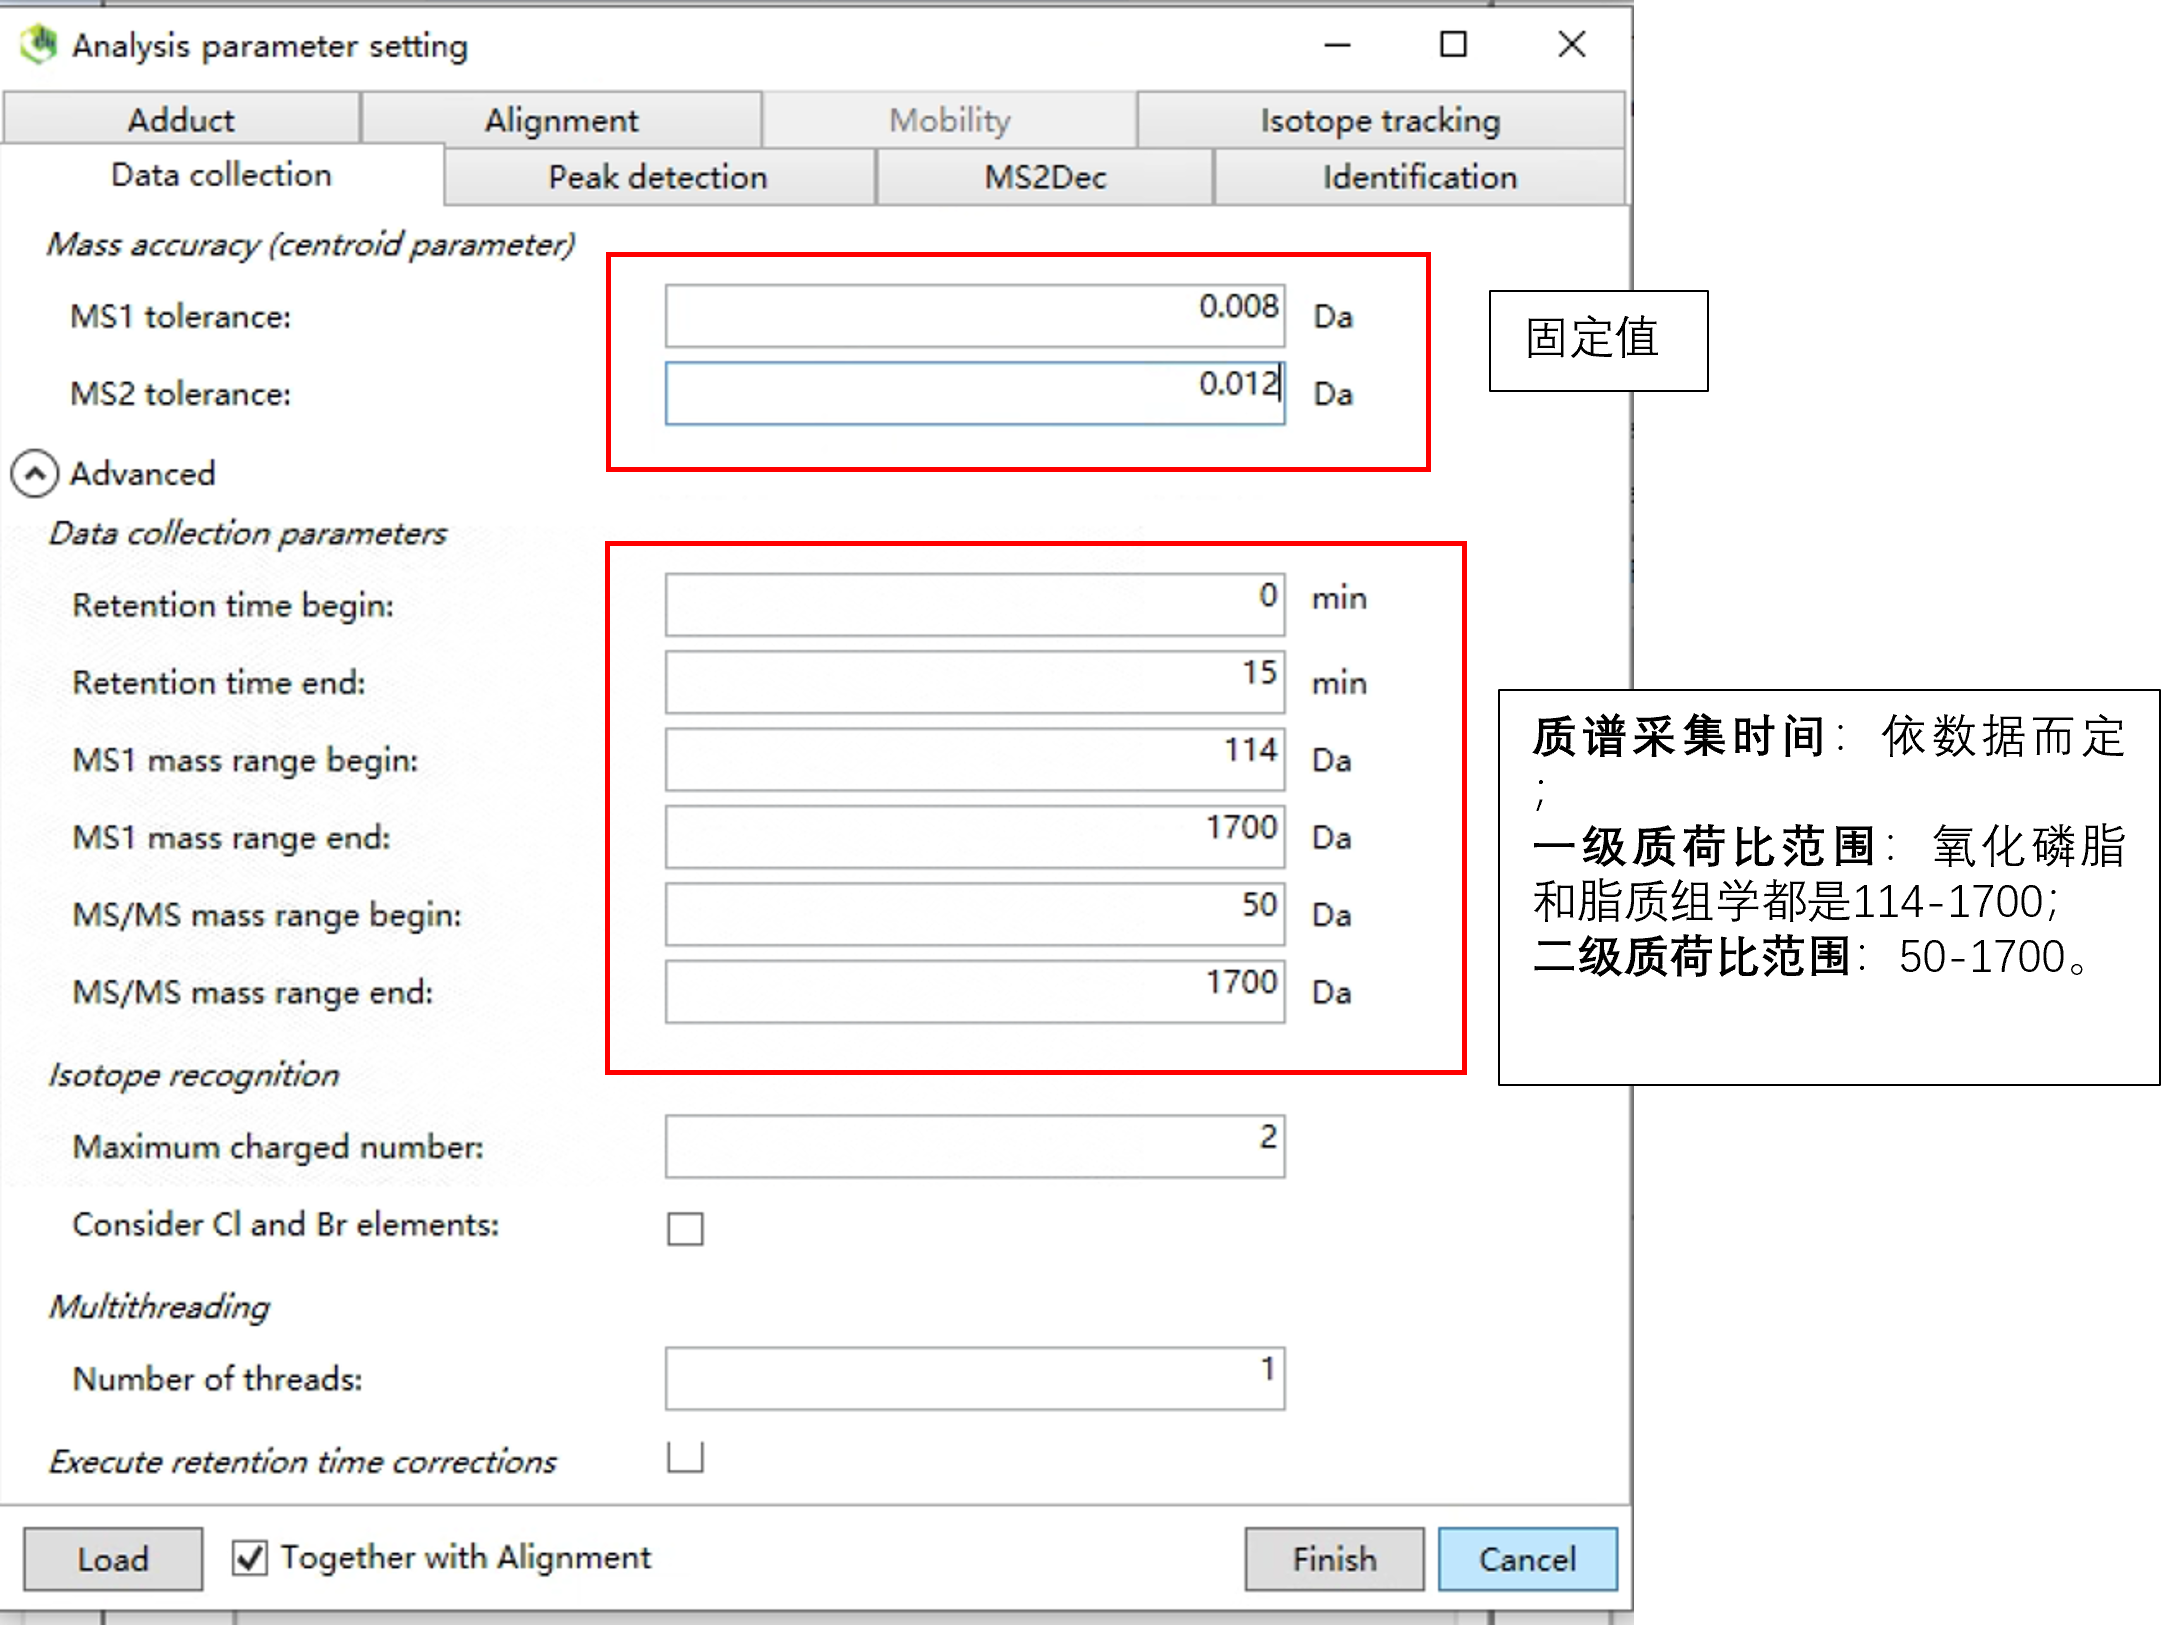 Analysis parameter setting
Adduct
Alignment
Mobility
Isotope tracking
Data collection
Peak detection
MS2Dec
Identification
Mass accuracy (centroid parameter)
MS1 tolerance:
0.008
Da
MS2 tolerance:
0.012
Da
固定值
Advanced
Data collection parameters
Retention time begin:
0
min
Retention time end:
15
min
MS1 mass range begin:
114
Da
MS1 mass range end:
1700
Da
MS/MS mass range begin:
50
Da
MS/MS mass range end:
1700
Da
质谱采集时间：依数据而定
；
一级质荷比范围：氧化磷脂
和脂质组学都是114-1700；
二级质荷比范围：50-1700。
Isotope recognition
Maximum charged number:
2
Consider Cl and Br elements:
Multithreading
Number of threads:
1
Execute retention time corrections
Load
Together with Alignment
Finish
Cancel